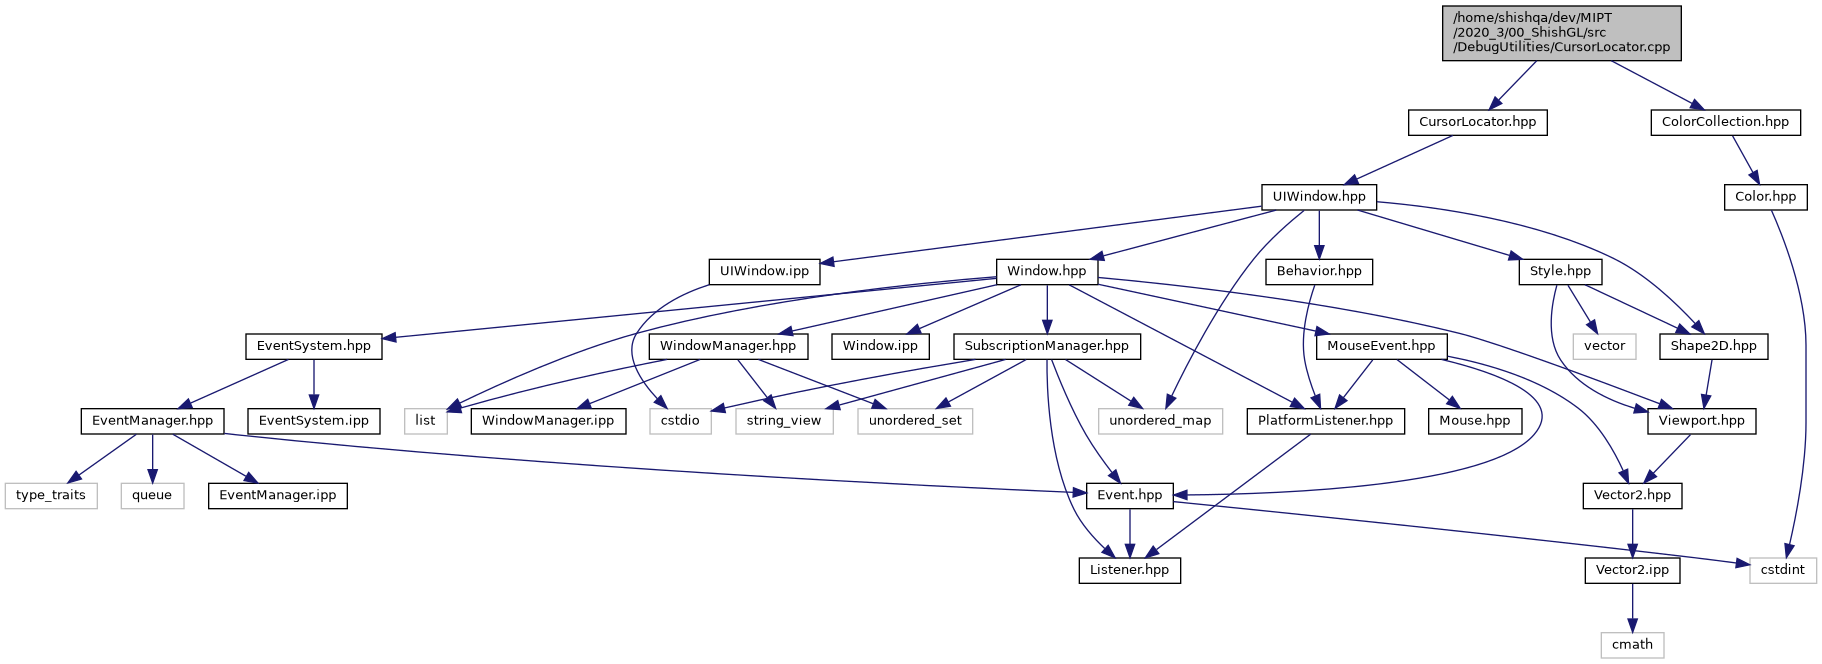 /home/shishqa/dev/MIPT
/2020_3/00_ShishGL/src
/DebugUtilities/CursorLocator.cpp
CursorLocator.hpp
ColorCollection.hpp
UIWindow.hpp
Color.hpp
UIWindow.ipp
Window.hpp
Behavior.hpp
Style.hpp
EventSystem.hpp
WindowManager.hpp
Window.ipp
SubscriptionManager.hpp
MouseEvent.hpp
vector
Shape2D.hpp
EventManager.hpp
EventSystem.ipp
list
WindowManager.ipp
cstdio
string_view
unordered_set
unordered_map
PlatformListener.hpp
Mouse.hpp
Viewport.hpp
type_traits
queue
EventManager.ipp
Event.hpp
Vector2.hpp
Listener.hpp
Vector2.ipp
cstdint
cmath